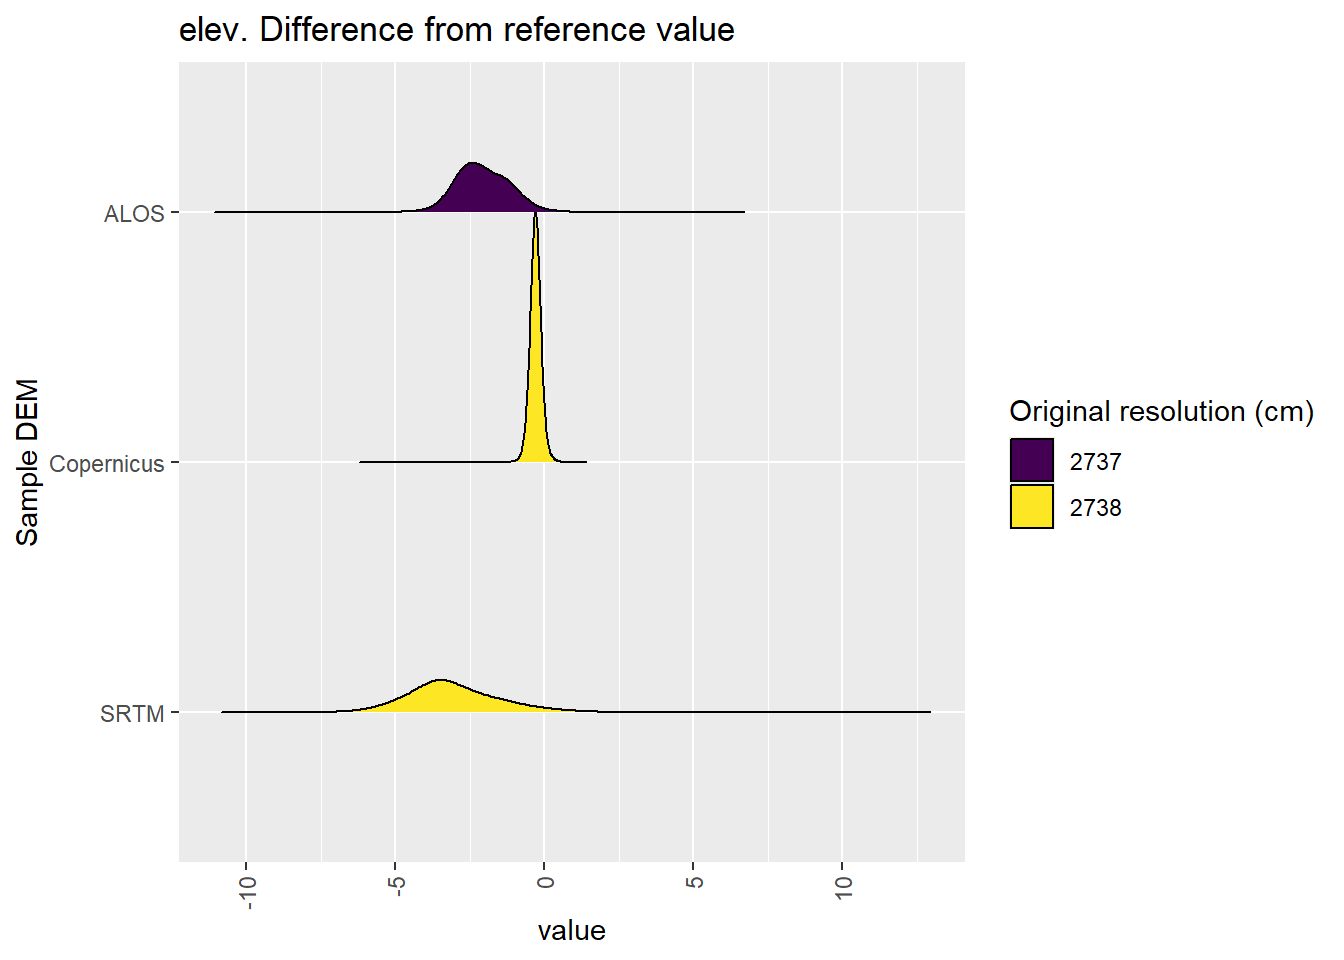 elev. Difference from reference value
Sample DEM
ALOS
Copernicus
SRTM
-10
-5
0
5
10
value
Original resolution (cm)
2737
2738